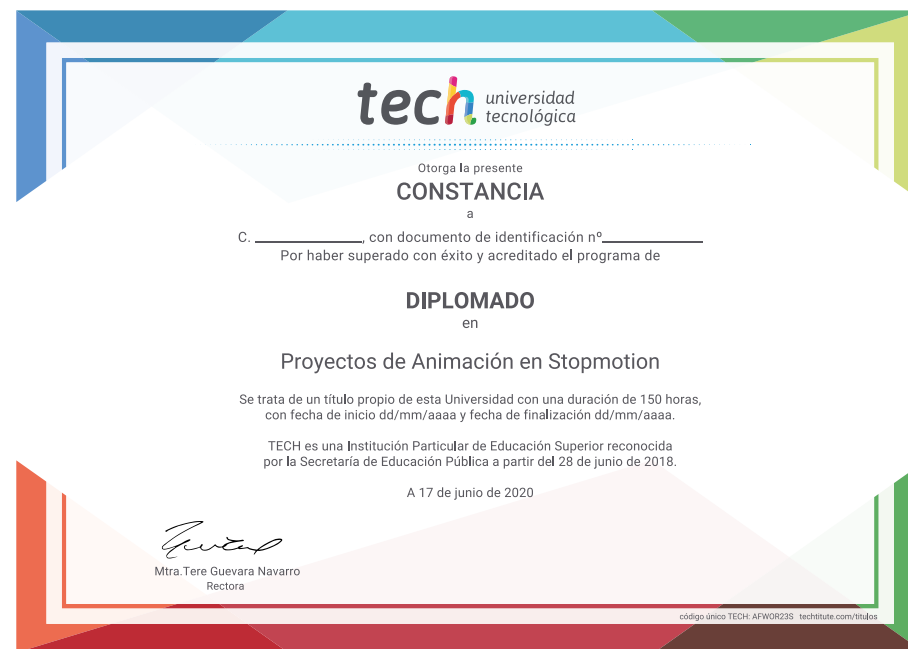 tech universidad
tecnológica
Otorga la presente
CONSTANCIA
a
C. ____________, con documento de identificación nº____________
Por haber superado con éxito y acreditado el programa de
DIPLOMADO
en
Proyectos de Animación en Stopmotion
Se trata de un título propio de esta Universidad con una duración de 150 horas,
con fecha de inicio dd/mm/aaaa y fecha de finalización dd/mm/aaaa.
TECH es una Institución Particular de Educación Superior reconocida
por la Secretaría de Educación Pública a partir del 28 de junio de 2018.
A 17 de junio de 2020
Mtra.Tere Guevara Navarro
Rectora
código único TECH: AFWOR23S techtitute.com/titulos